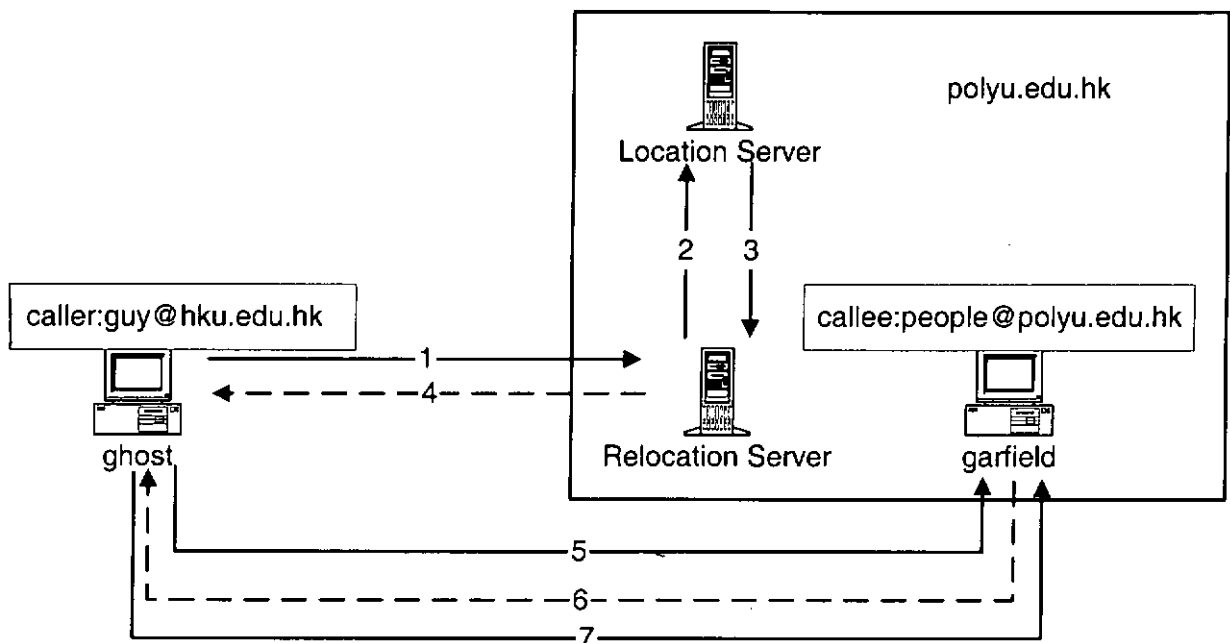 polyu.edu.hk
Location Server
2
3
caller:guy@hku.edu.hk
callee:people@polyu.edu.hk
1
4
ghost
Relocation Server
garfield
5
6
7